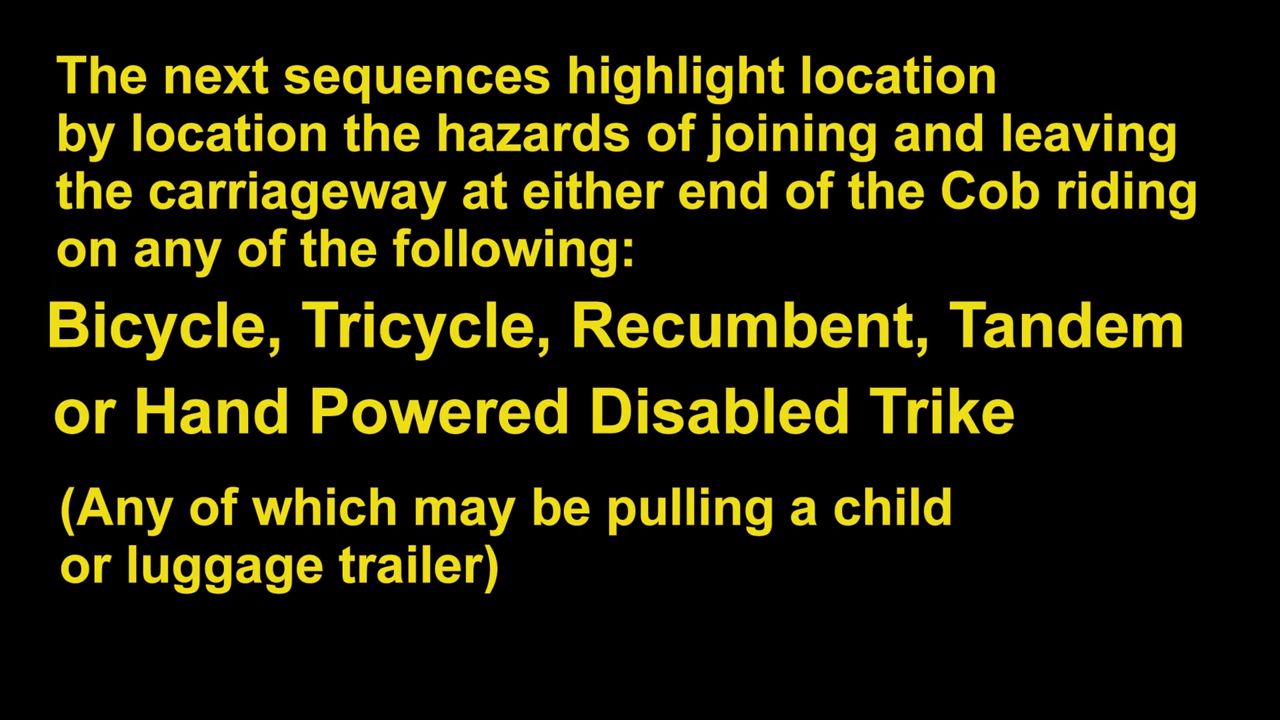 The next sequences highlight location
by location the hazards of joining and leaving
the carriageway at either end of the Cob riding
on any of the following:
Bicycle, Tricycle, Recumbent, Tandem
or Hand Powered Disabled Trike
(Any of which may be pulling a child
or luggage trailer)